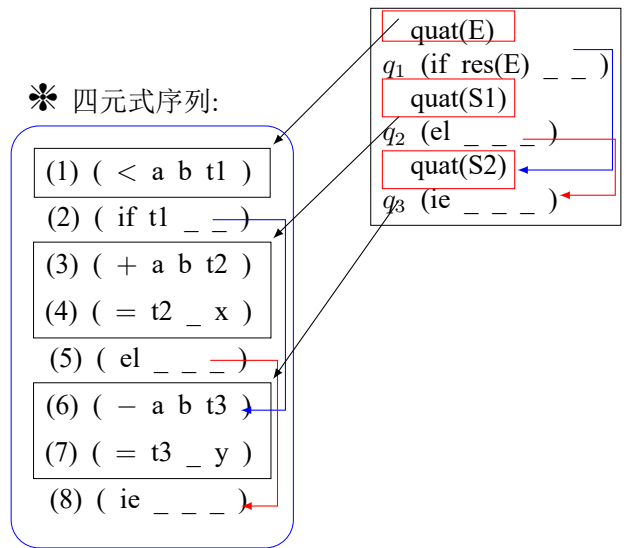 quat(E)
q1 (if res(E) _ _ )
quat(S1)
q2 (el _ _ _ )
quat(S2)
q3 (ie _ _ _ )
❉ 四元式序列:
(1) ( < a b t1 )
(2) ( if t1 _ _ )
(3) ( + a b t2 )
(4) ( = t2 _ x )
(5) ( el _ _ _ )
(6) ( − a b t3 )
(7) ( = t3 _ y )
(8) ( ie _ _ _ )